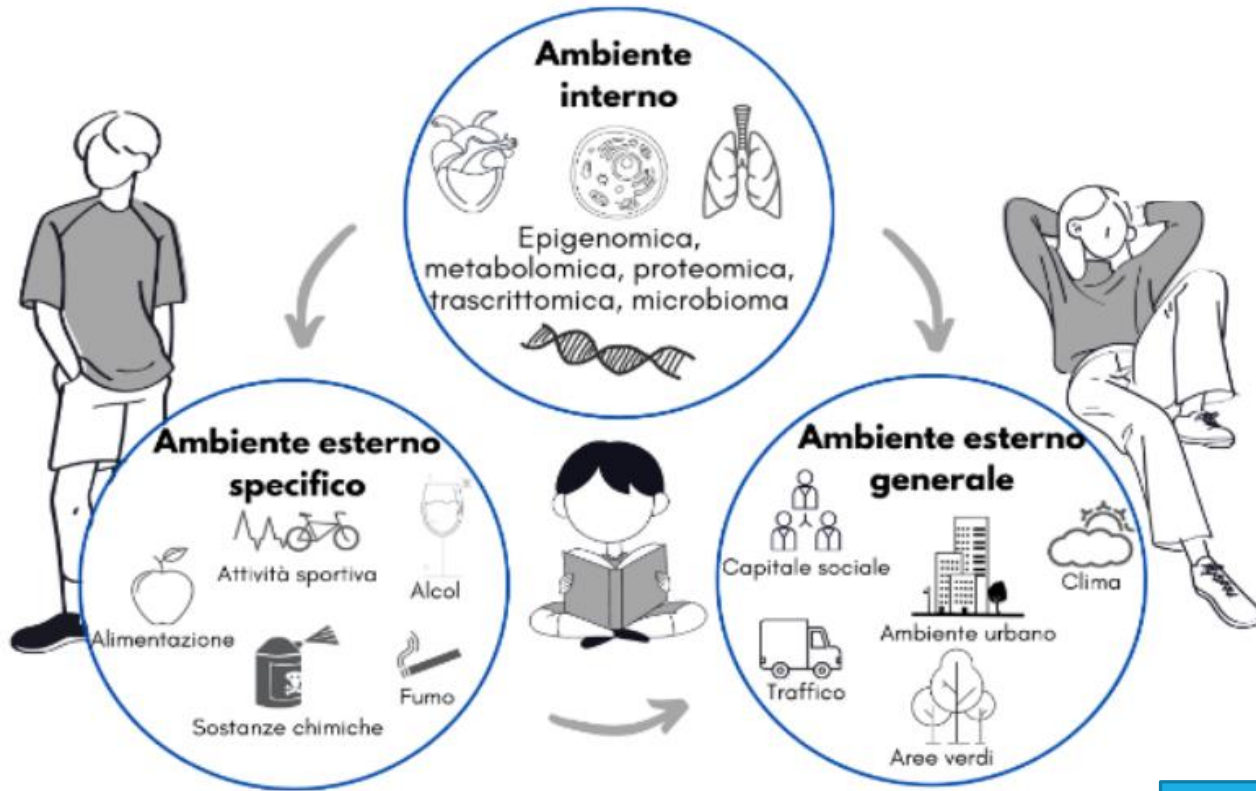 Ambiente
interno
Epigenomica,
metabolomica, proteomica,
trascrittomica, microbioma
Ambiente esterno
specifico
Attività sportiva
Alcol
Alimentazione
Fumo
Sostanze chimiche
Ambiente esterno
generale
Capitale sociale
Clima
Ambiente urbano
Traffico
Aree verdi